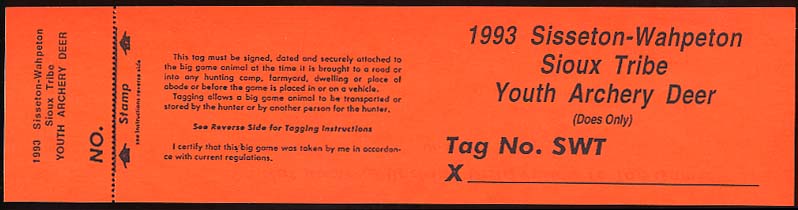 1993 Sisseton-Wahpeton
Sioux Tribe
YOUTH ARCHERY DEER
NO.
Stamp
see instructions reverse side
This tag must be signed, dated and securely attached to
the big game animal at the time it is brought to a road or
into any hunting camp, farmyard, dwelling or place of
abode or before the game is placed in or on a vehicle.
Tagging allows a big game animal to be transported or
stored by the hunter or by another person for the hunter.
See Reverse Side for Tagging Instructions
I certify that this big game was taken by me in accordan-
ce with current regulations.
1993 Sisseton-Wahpeton
Sioux Tribe
Youth Archery Deer
(Does Only)
Tag No. SWT
X